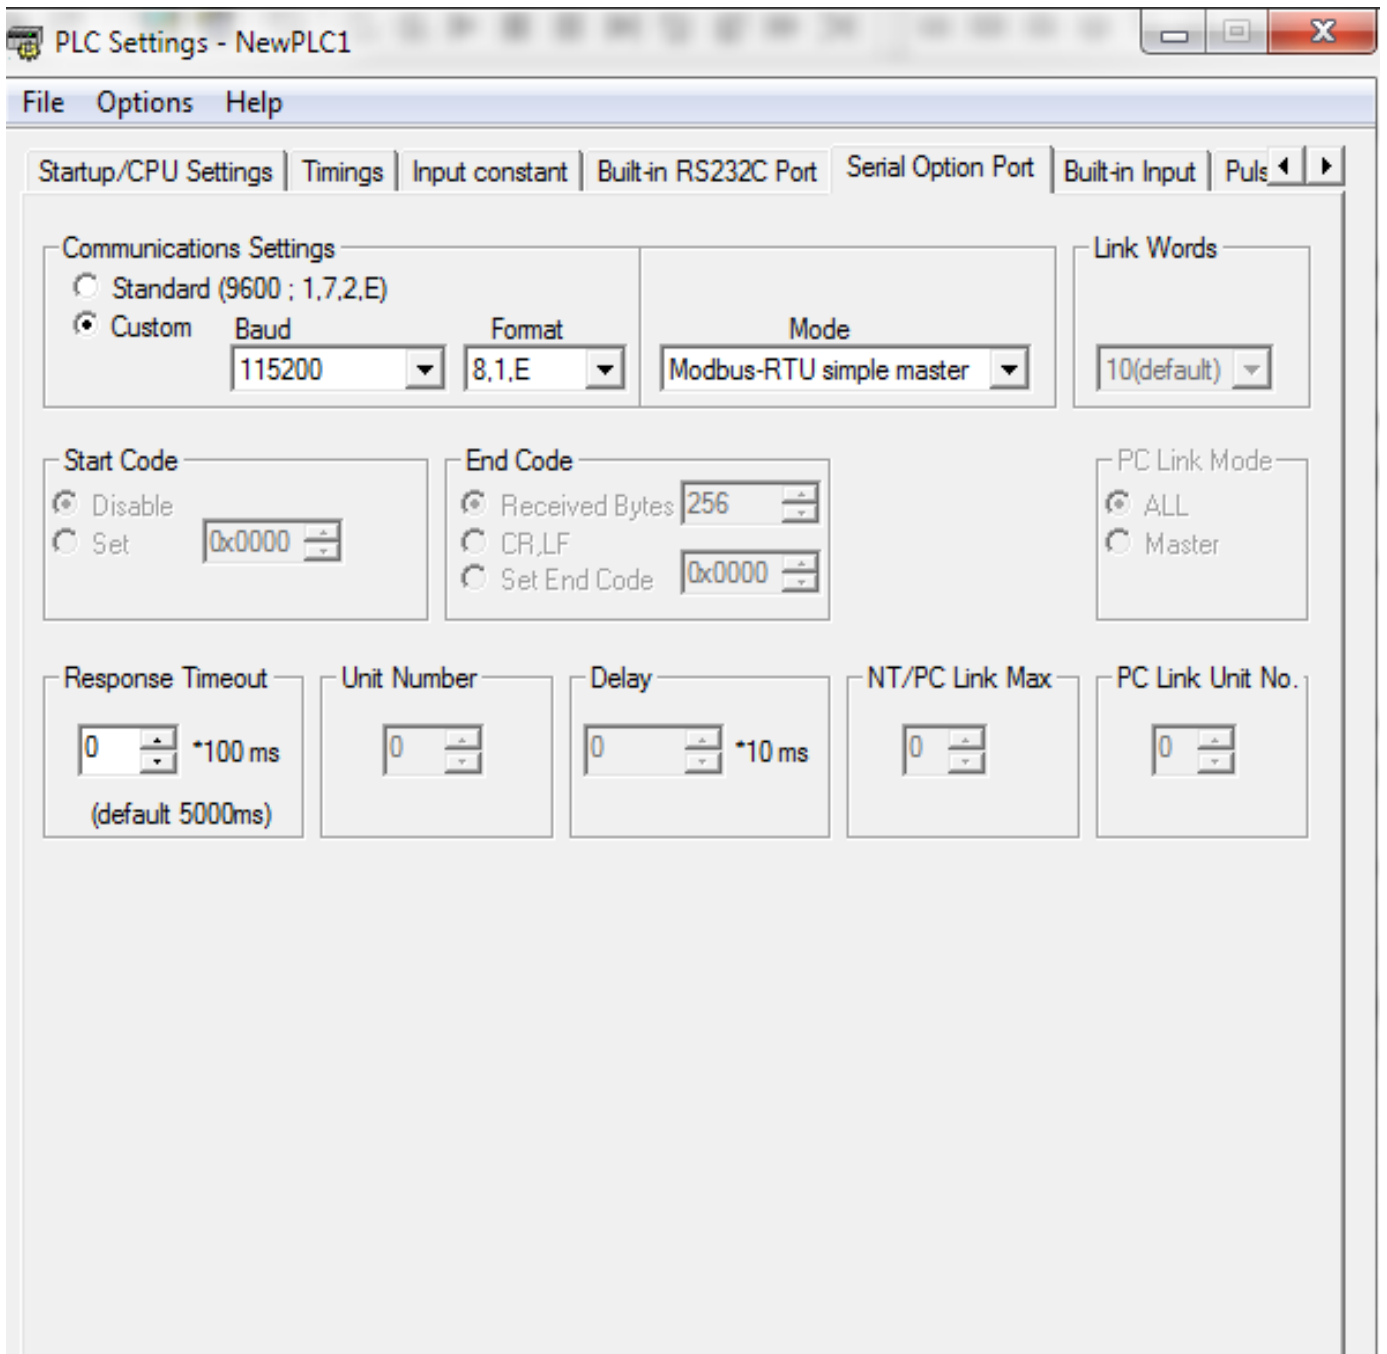 PLC Settings - NewPLC1
File Options Help
Startup/CPU Settings Timings Input constant Built-in RS232C Port Serial Option Port Built-in Input Puls
Communications Settings Link Words
Standard (9600 ; 1,7,2,E)
Custom Baud Format Mode
115200 8,1,E Modbus-RTU simple master 10(default)
Start Code End Code PC Link Mode
Disable Received Bytes 256 ALL
Set 0x0000 CR,LF Master
Set End Code 0x0000
Response Timeout Unit Number Delay NT/PC Link Max PC Link Unit No.
0 *100 ms 0 0 *10 ms 0 0
(default 5000ms)